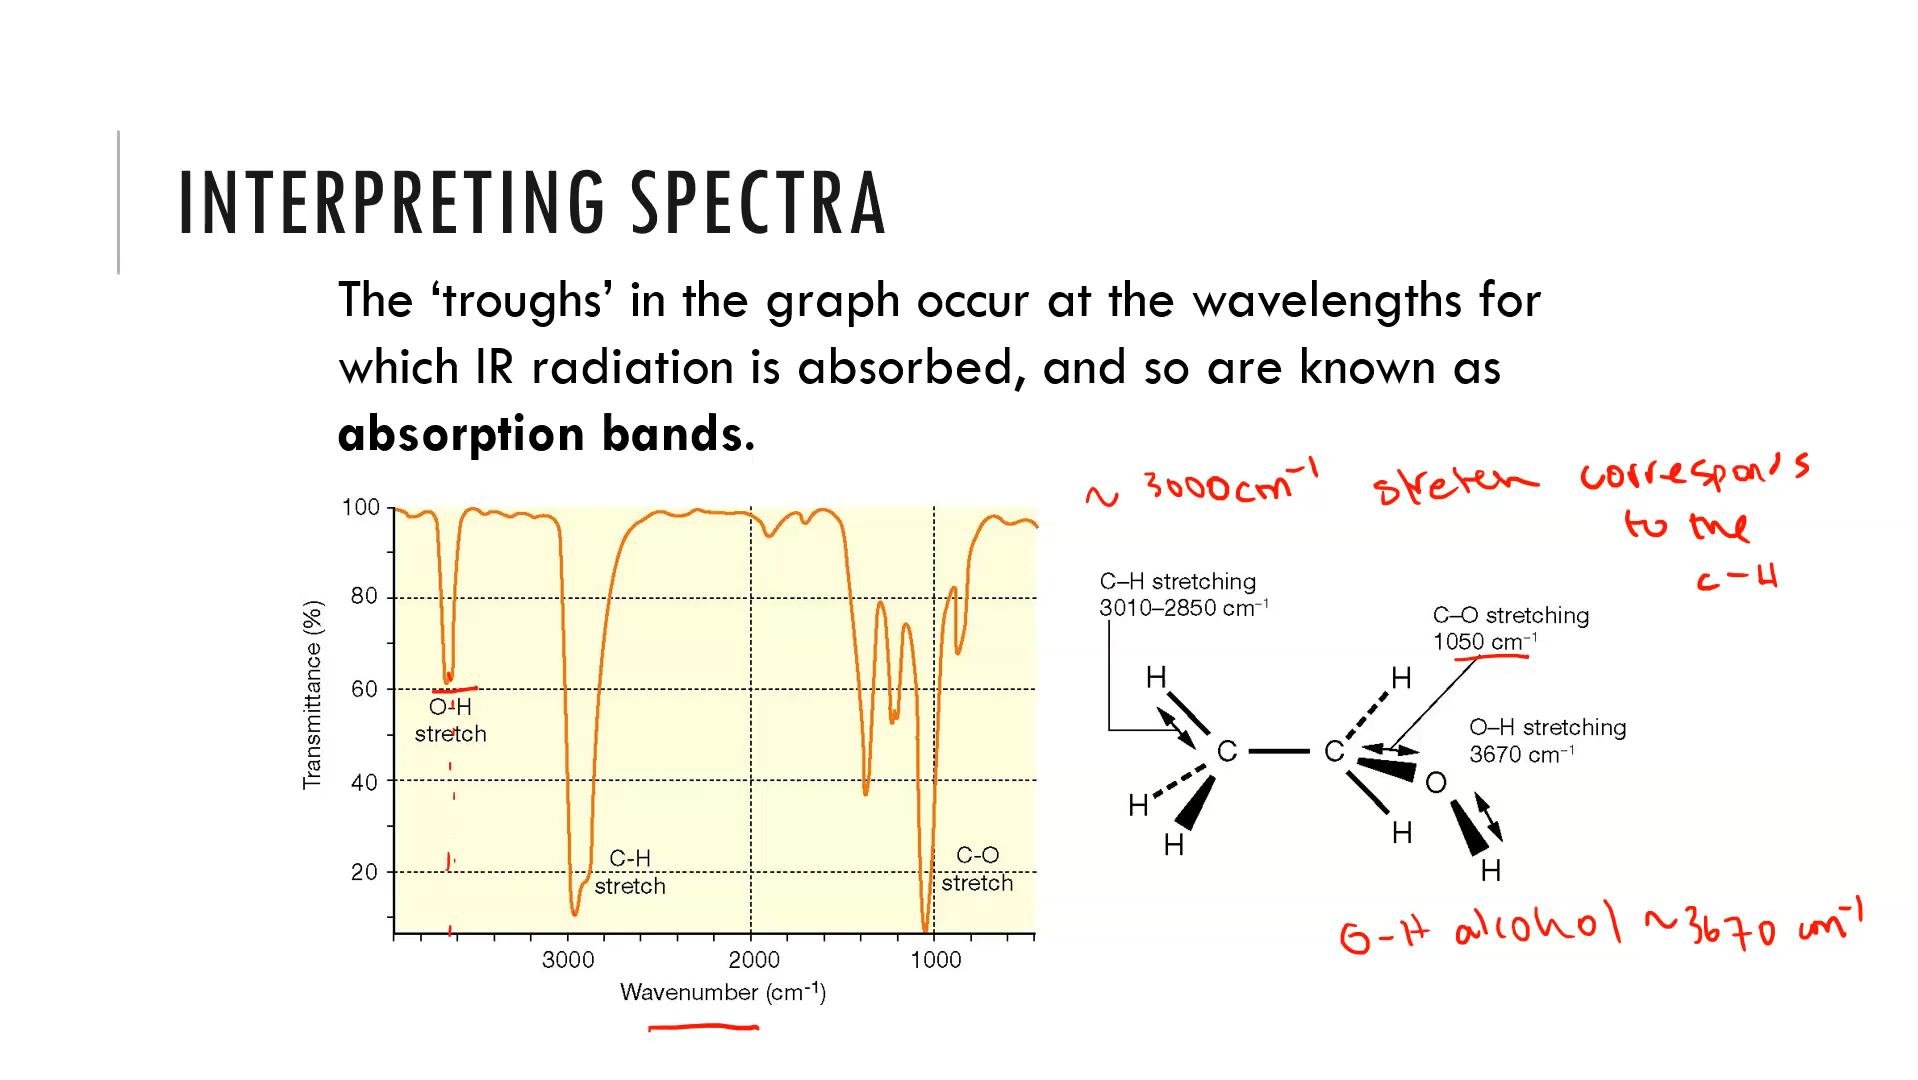 INTERPRETING SPECTRA
The ‘troughs’ in the graph occur at the wavelengths for
which IR radiation is absorbed, and so are known as
absorption bands.
~ 3000cm⁻¹ stretch corresponds
to the
C-H
100
80
60
40
20
Transmittance (%)
O-H
stretch
C-H
stretch
C-O
stretch
3000 2000 1000
Wavenumber (cm⁻¹)
C–H stretching
3010–2850 cm⁻¹
C–O stretching
1050 cm⁻¹
O–H stretching
3670 cm⁻¹
H H
C C
O
H
H H
H
O-H alcohol ~3670 cm⁻¹